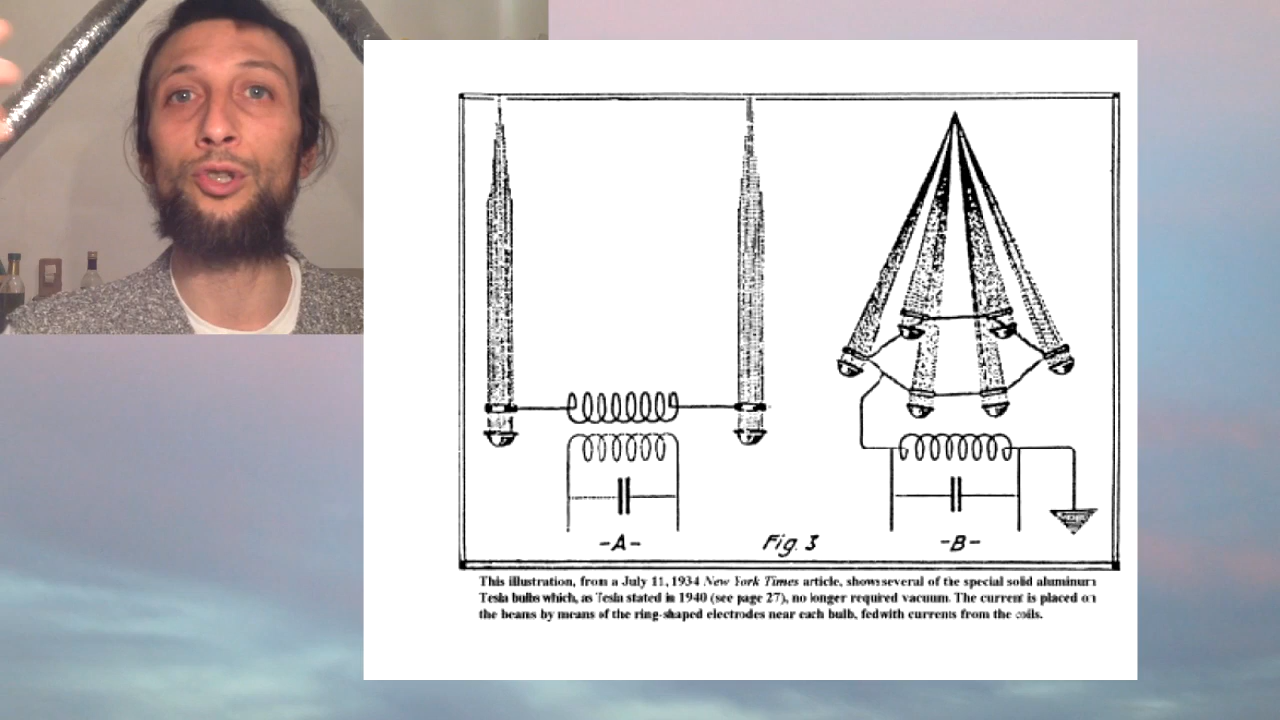 -A-
Fig. 3
-B-
This illustration, from a July 11, 1934 New York Times article, shows several of the special solid aluminum
Tesla bulbs which, as Tesla stated in 1940 (see page 27), no longer required vacuum. The current is placed on
the beams by means of the ring-shaped electrodes near each bulb, fed with currents from the coils.